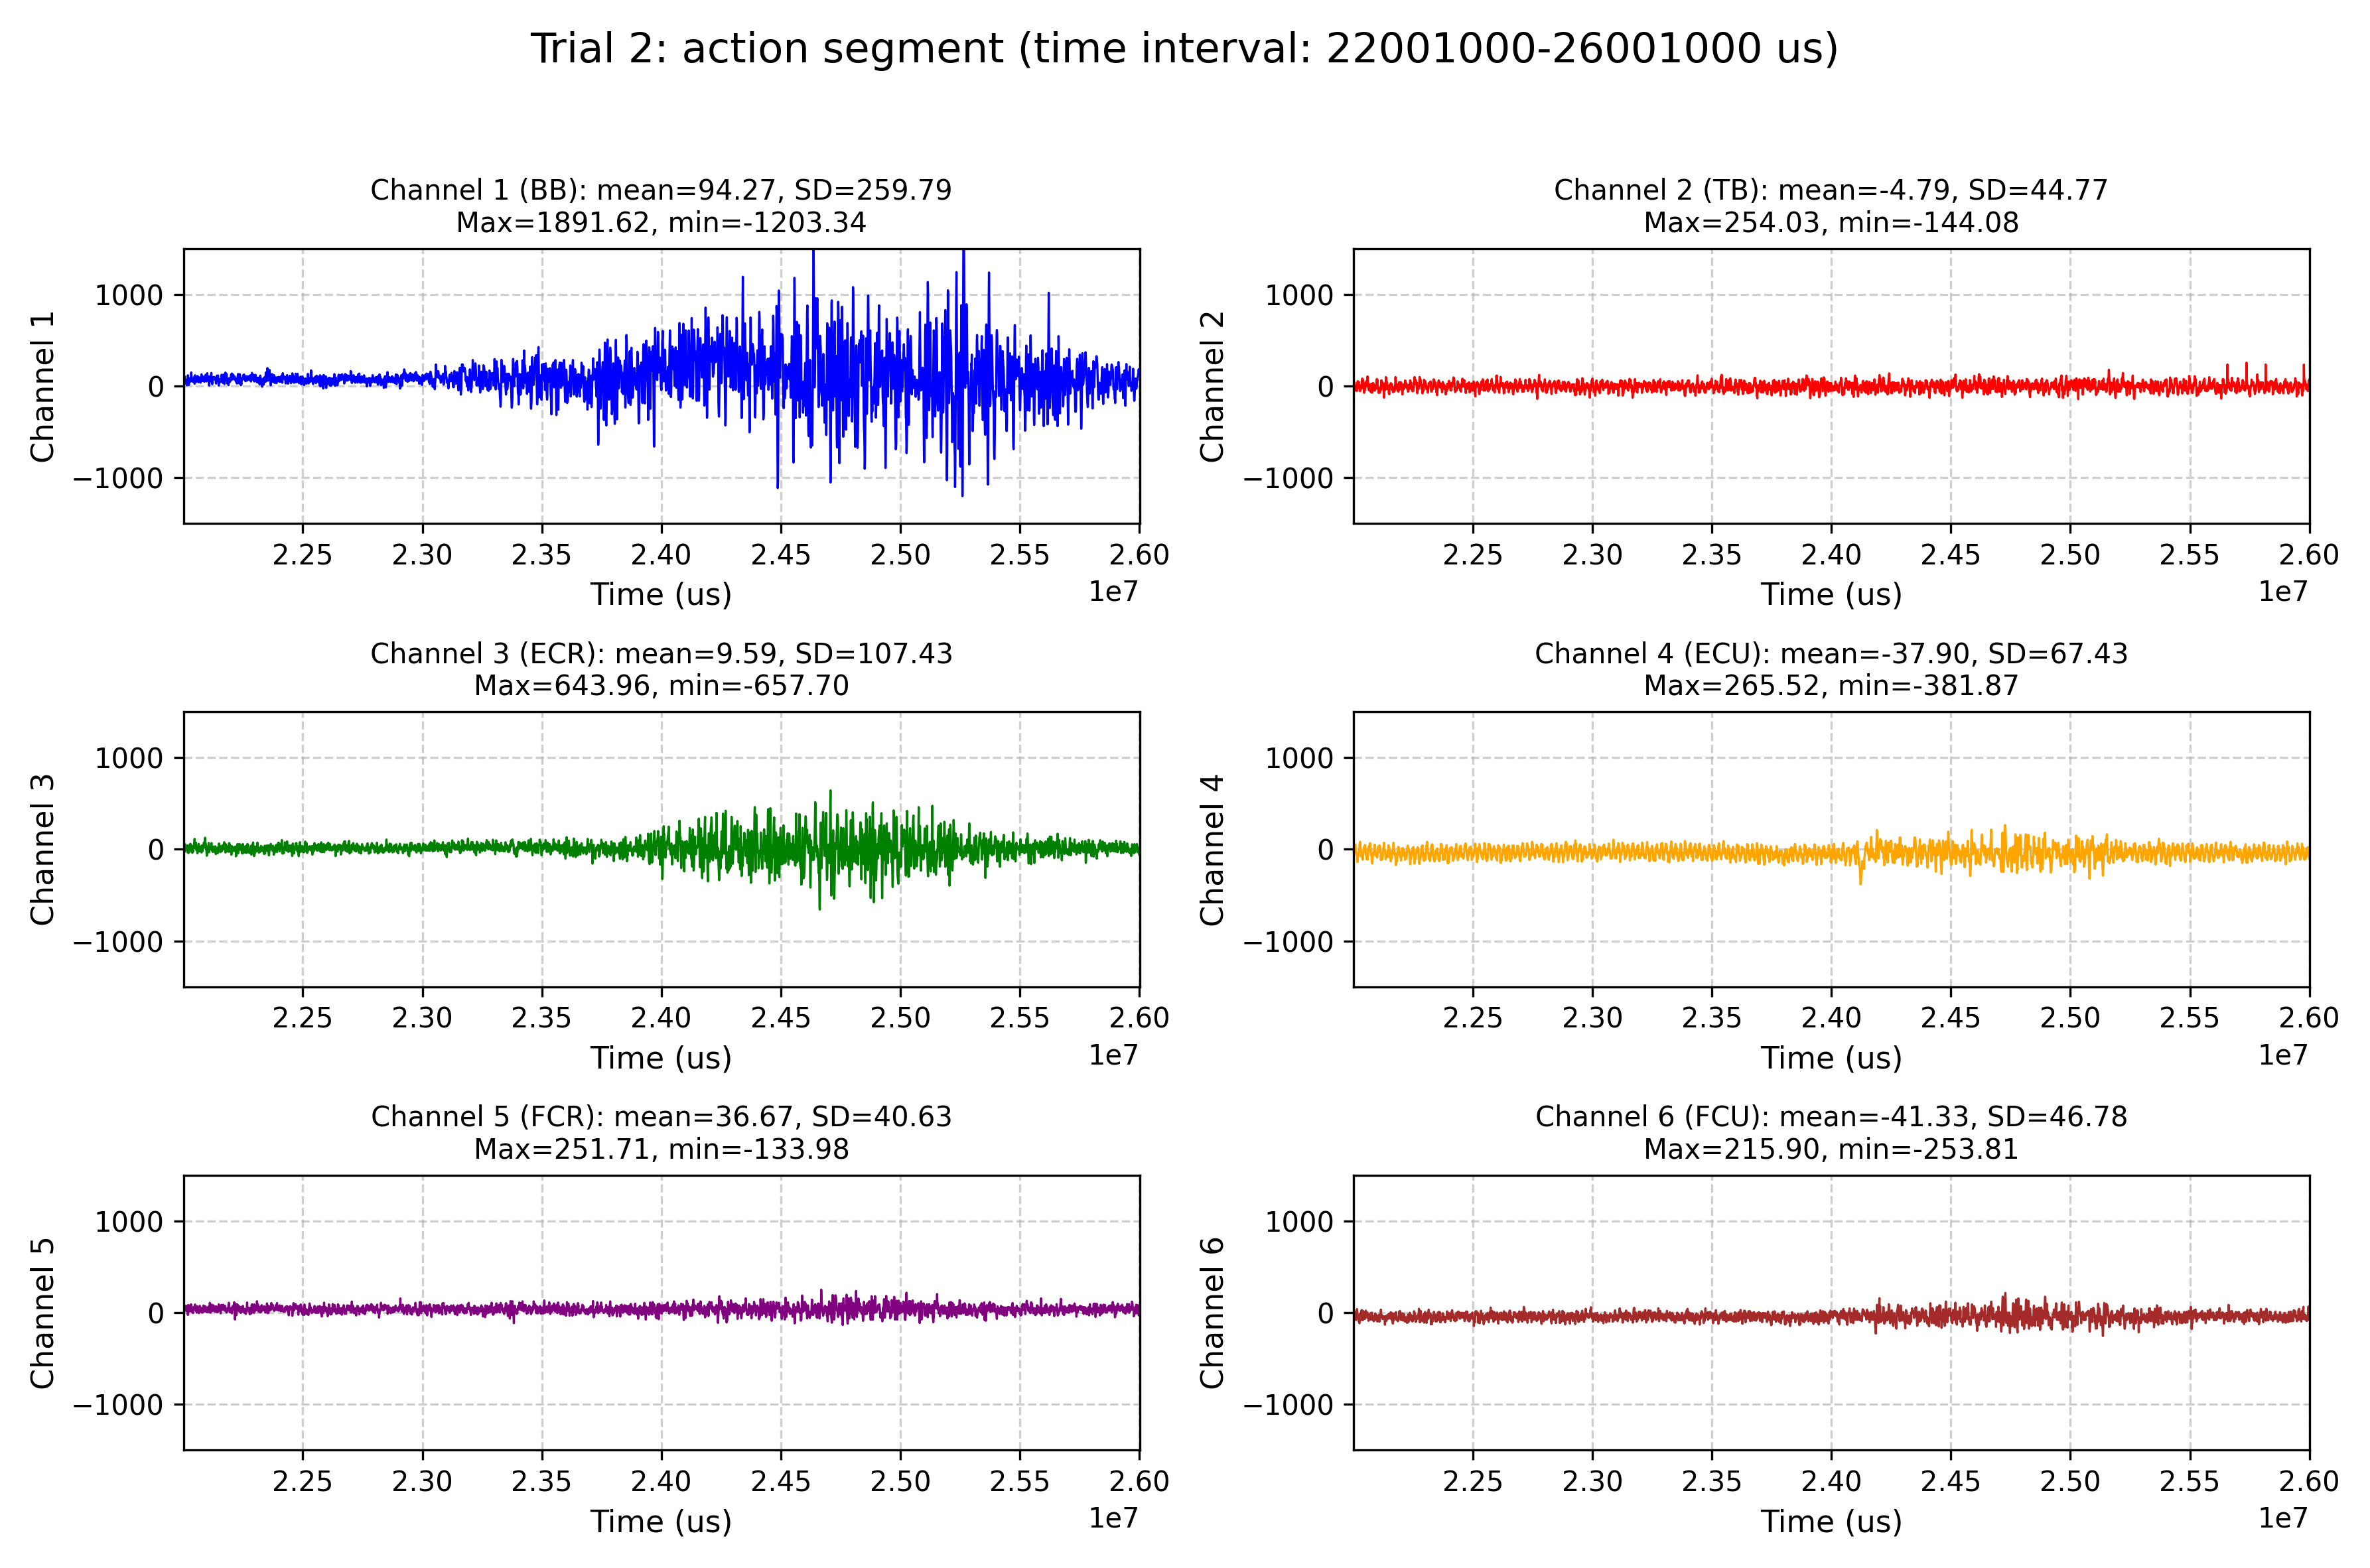 Trial 2: action segment (time interval: 22001000-26001000 us)
Channel 1 (BB): mean=94.27, SD=259.79
Max=1891.62, min=-1203.34
1000
0
−1000
Channel 1
2.25 2.30 2.35 2.40 2.45 2.50 2.55 2.60
1e7
Time (us)
Channel 2 (TB): mean=-4.79, SD=44.77
Max=254.03, min=-144.08
1000
0
−1000
Channel 2
2.25 2.30 2.35 2.40 2.45 2.50 2.55 2.60
1e7
Time (us)
Channel 3 (ECR): mean=9.59, SD=107.43
Max=643.96, min=-657.70
1000
0
−1000
Channel 3
2.25 2.30 2.35 2.40 2.45 2.50 2.55 2.60
1e7
Time (us)
Channel 4 (ECU): mean=-37.90, SD=67.43
Max=265.52, min=-381.87
1000
0
−1000
Channel 4
2.25 2.30 2.35 2.40 2.45 2.50 2.55 2.60
1e7
Time (us)
Channel 5 (FCR): mean=36.67, SD=40.63
Max=251.71, min=-133.98
1000
0
−1000
Channel 5
2.25 2.30 2.35 2.40 2.45 2.50 2.55 2.60
1e7
Time (us)
Channel 6 (FCU): mean=-41.33, SD=46.78
Max=215.90, min=-253.81
1000
0
−1000
Channel 6
2.25 2.30 2.35 2.40 2.45 2.50 2.55 2.60
1e7
Time (us)